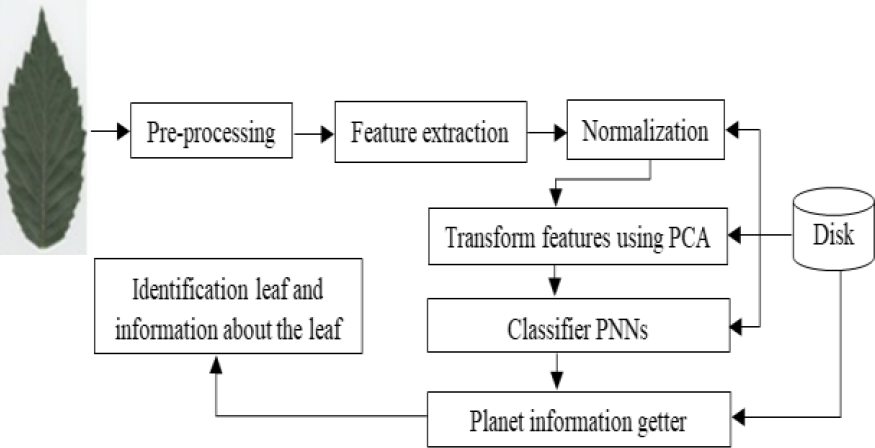 Pre-processing
Feature extraction
Normalization
Transform features using PCA
Disk
Identification leaf and
information about the leaf
Classifier PNNs
Planet information getter